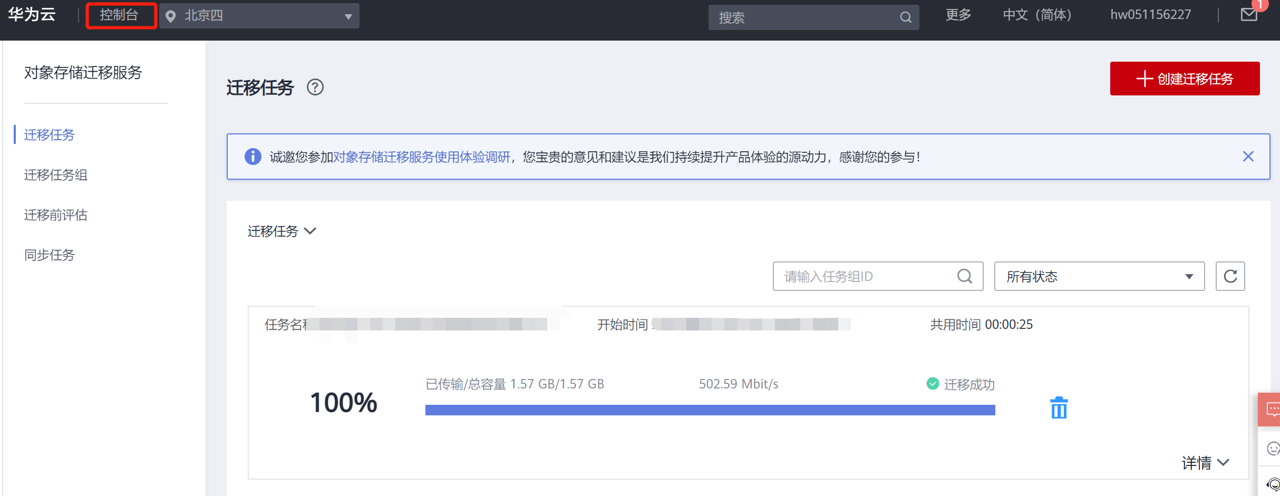 华为云 控制台 北京四 搜索 更多 中文（简体） hw051156227 1
对象存储迁移服务
迁移任务
迁移任务组
迁移前评估
同步任务
迁移任务 ?
创建迁移任务
诚邀您参加对象存储迁移服务使用体验调研，您宝贵的意见和建议是我们持续提升产品体验的源动力，感谢您的参与！
迁移任务
请输入任务组ID 所有状态
任务名称 开始时间 共用时间 00:00:25
已传输/总容量 1.57 GB/1.57 GB 502.59 Mbit/s 迁移成功
100%
详情